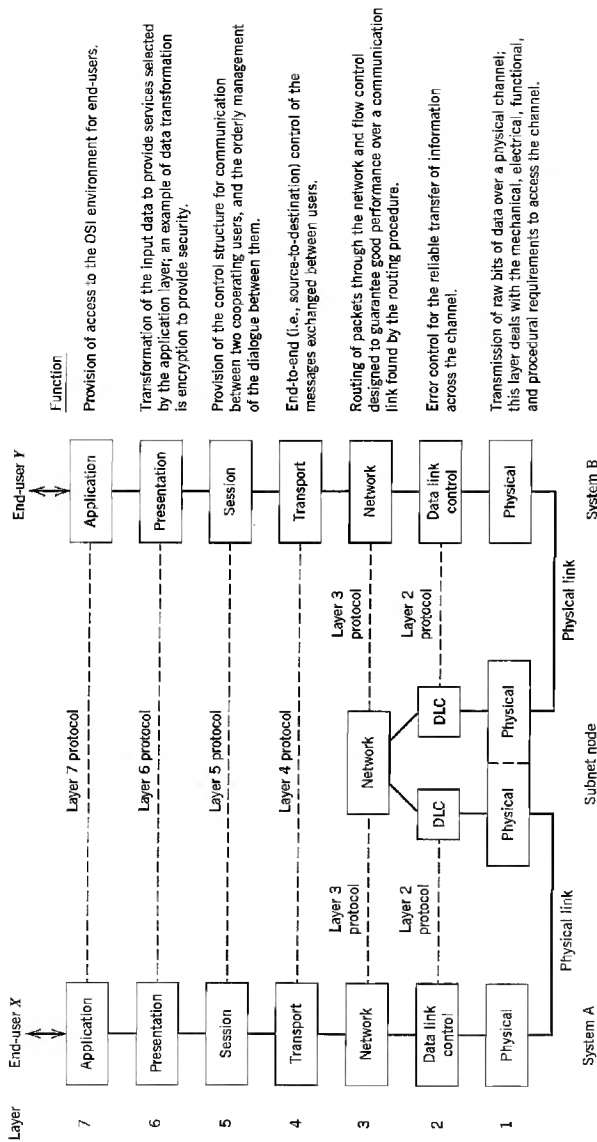 Layer
End-user X
End-user Y
Function
7
Application
Layer 7 protocol
Application
Provision of access to the OSI environment for end-users.
6
Presentation
Layer 6 protocol
Presentation
Transformation of the input data to provide services selected
by the application layer; an example of data transformation
is encryption to provide security.
5
Session
Layer 5 protocol
Session
Provision of the control structure for communication
between two cooperating users, and the orderly management
of the dialogue between them.
4
Transport
Layer 4 protocol
Transport
End-to-end (i.e., source-to-destination) control of the
messages exchanged between users.
3
Network
Layer 3
protocol
Network
Layer 3
protocol
Network
Routing of packets through the network and flow control
designed to guarantee good performance over a communication
link found by the routing procedure.
2
Data link
control
Layer 2
protocol
DLC
DLC
Layer 2
protocol
Data link
control
Error control for the reliable transfer of information
across the channel.
1
Physical
Physical
Physical
Physical
Transmission of raw bits of data over a physical channel;
this layer deals with the mechanical, electrical, functional,
and procedural requirements to access the channel.
Physical link
Physical link
System A
Subnet node
System B